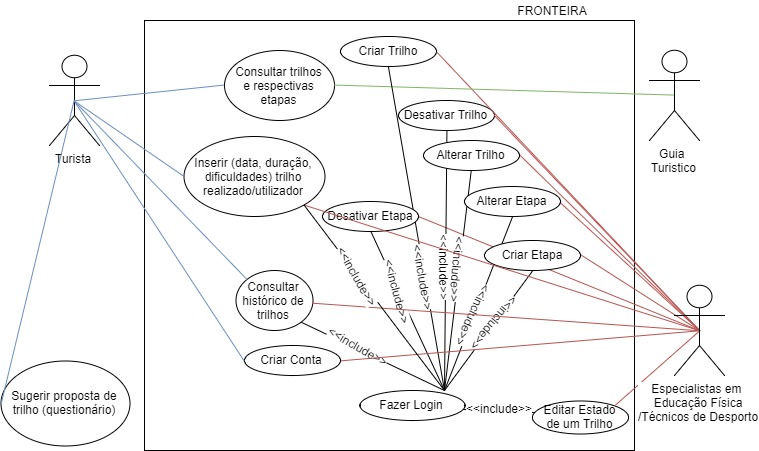 FRONTEIRA
Criar Trilho
Consultar trilhos
e respectivas
etapas
Desativar Trilho
Turista
Guia
Turistico
Alterar Trilho
Inserir (data, duração,
dificuldades) trilho
realizado/utilizador
Alterar Etapa
Desativar Etapa
Criar Etapa
<<include>>
<<include>>
<<include>>
<<include>>
<<include>>
<<include>>
<<include>>
Consultar
histórico de
trilhos
<<include>>
Criar Conta
Sugerir proposta de
trilho (questionário)
Fazer Login
<<include>>
Editar Estado
de um Trilho
Especialistas em
Educação Física
/Técnicos de Desporto